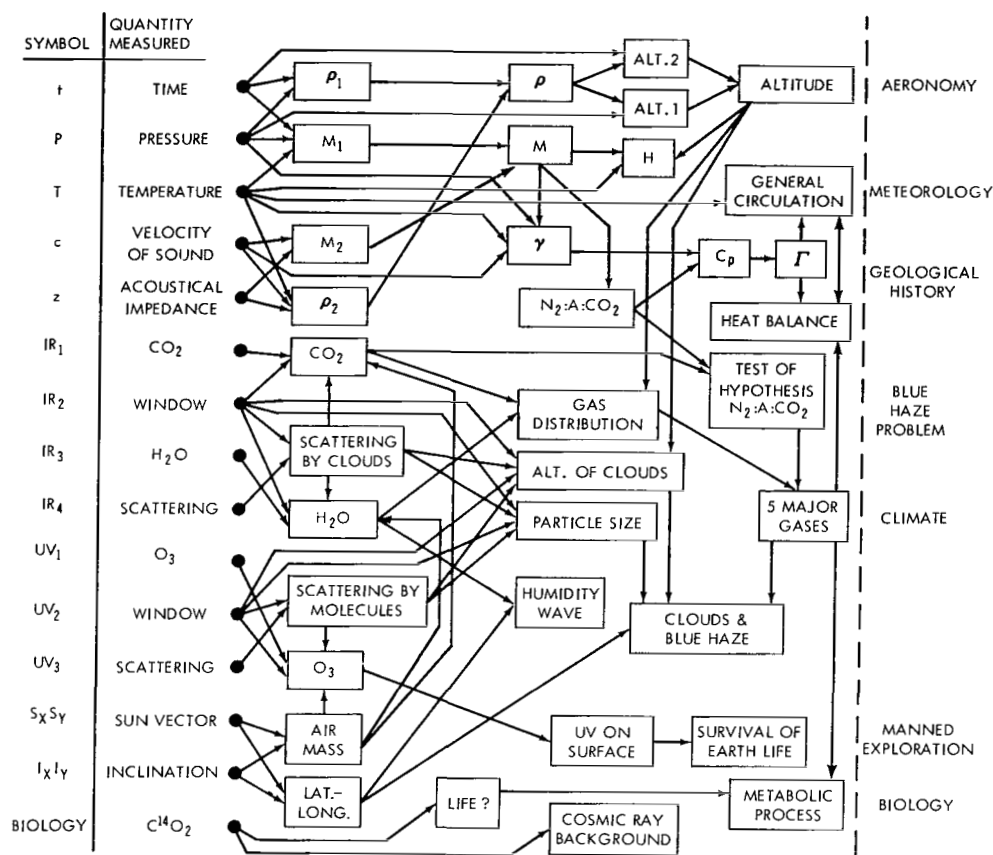 SYMBOL
QUANTITY
MEASURED
t
TIME
P
PRESSURE
T
TEMPERATURE
c
VELOCITY
OF SOUND
z
ACOUSTICAL
IMPEDANCE
IR₁
CO₂
IR₂
WINDOW
IR₃
H₂O
IR₄
SCATTERING
UV₁
O₃
UV₂
WINDOW
UV₃
SCATTERING
SₓSᵧ
SUN VECTOR
IₓIᵧ
INCLINATION
BIOLOGY
C¹⁴O₂
ρ₁
M₁
M₂
ρ₂
CO₂
SCATTERING
BY CLOUDS
H₂O
SCATTERING BY
MOLECULES
O₃
AIR
MASS
LAT.–
LONG.
LIFE ?
ρ
M
γ
N₂:A:CO₂
GAS
DISTRIBUTION
ALT. OF CLOUDS
PARTICLE SIZE
HUMIDITY
WAVE
UV ON
SURFACE
COSMIC RAY
BACKGROUND
ALT.2
ALT.1
H
CLOUDS &
BLUE HAZE
ALTITUDE
GENERAL
CIRCULATION
Cₚ
Γ
HEAT BALANCE
TEST OF
HYPOTHESIS
N₂:A:CO₂
5 MAJOR
GASES
SURVIVAL OF
EARTH LIFE
METABOLIC
PROCESS
AERONOMY
METEOROLOGY
GEOLOGICAL
HISTORY
BLUE
HAZE
PROBLEM
CLIMATE
MANNED
EXPLORATION
BIOLOGY